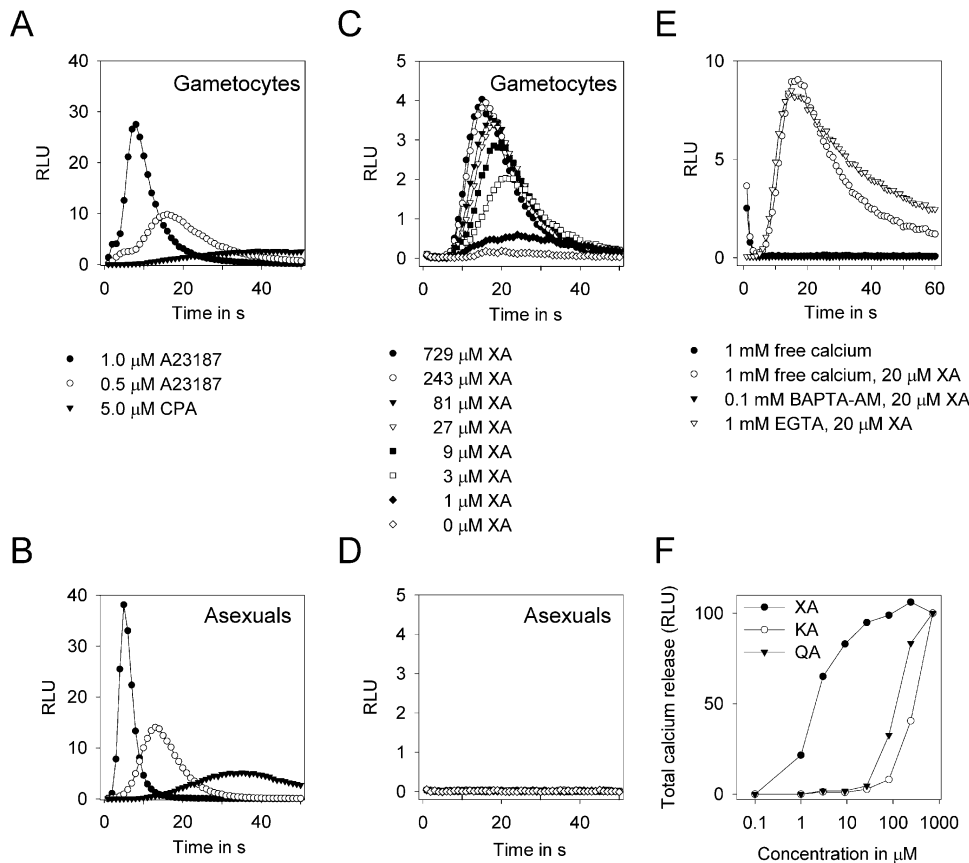 A
Gametocytes
RLU
40
30
20
10
0
0 20 40
Time in s
1.0 μM A23187
0.5 μM A23187
5.0 μM CPA
B
Asexuals
RLU
40
30
20
10
0
0 20 40
Time in s
C
Gametocytes
RLU
5
4
3
2
1
0
0 20 40
Time in s
729 μM XA
243 μM XA
81 μM XA
27 μM XA
9 μM XA
3 μM XA
1 μM XA
0 μM XA
D
Asexuals
RLU
5
4
3
2
1
0
0 20 40
Time in s
E
RLU
10
5
0
0 20 40 60
Time in s
1 mM free calcium
1 mM free calcium, 20 μM XA
0.1 mM BAPTA-AM, 20 μM XA
1 mM EGTA, 20 μM XA
F
Total calcium release (RLU)
100
50
0
XA
KA
QA
0.1 1 10 100 1000
Concentration in μM